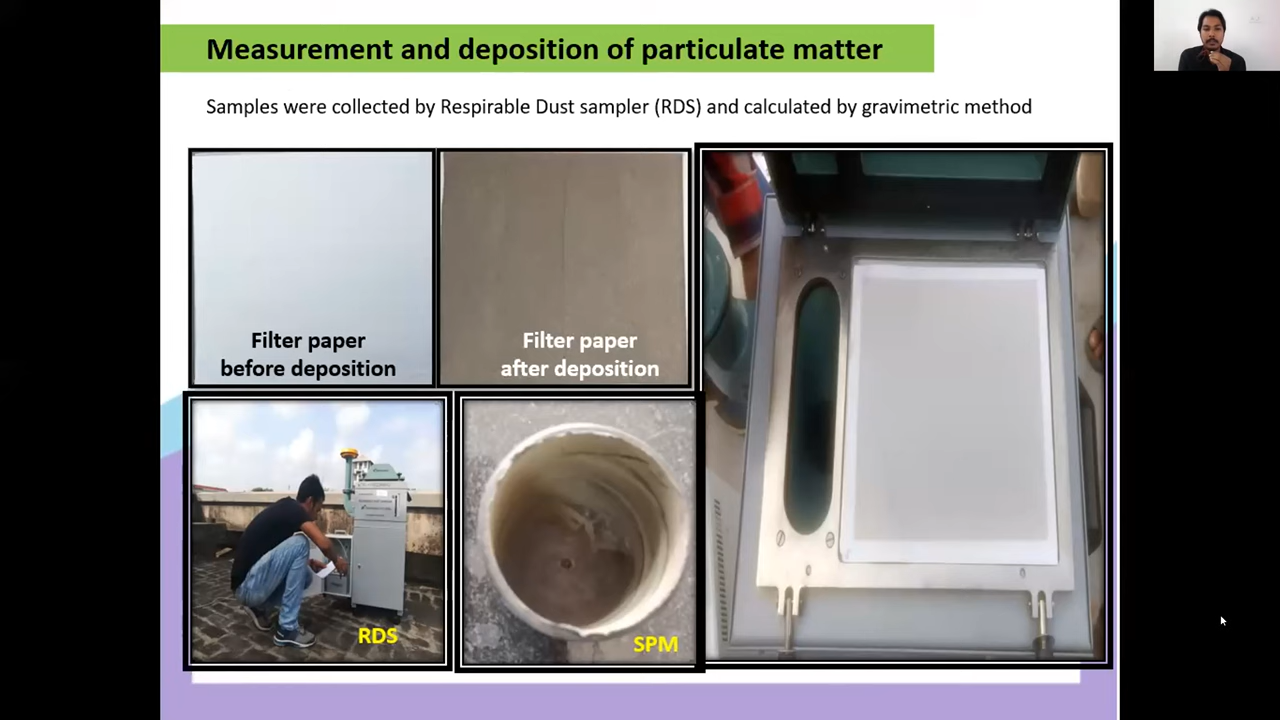 Measurement and deposition of particulate matter
Samples were collected by Respirable Dust sampler (RDS) and calculated by gravimetric method
Filter paper
before deposition
Filter paper
after deposition
RDS
SPM